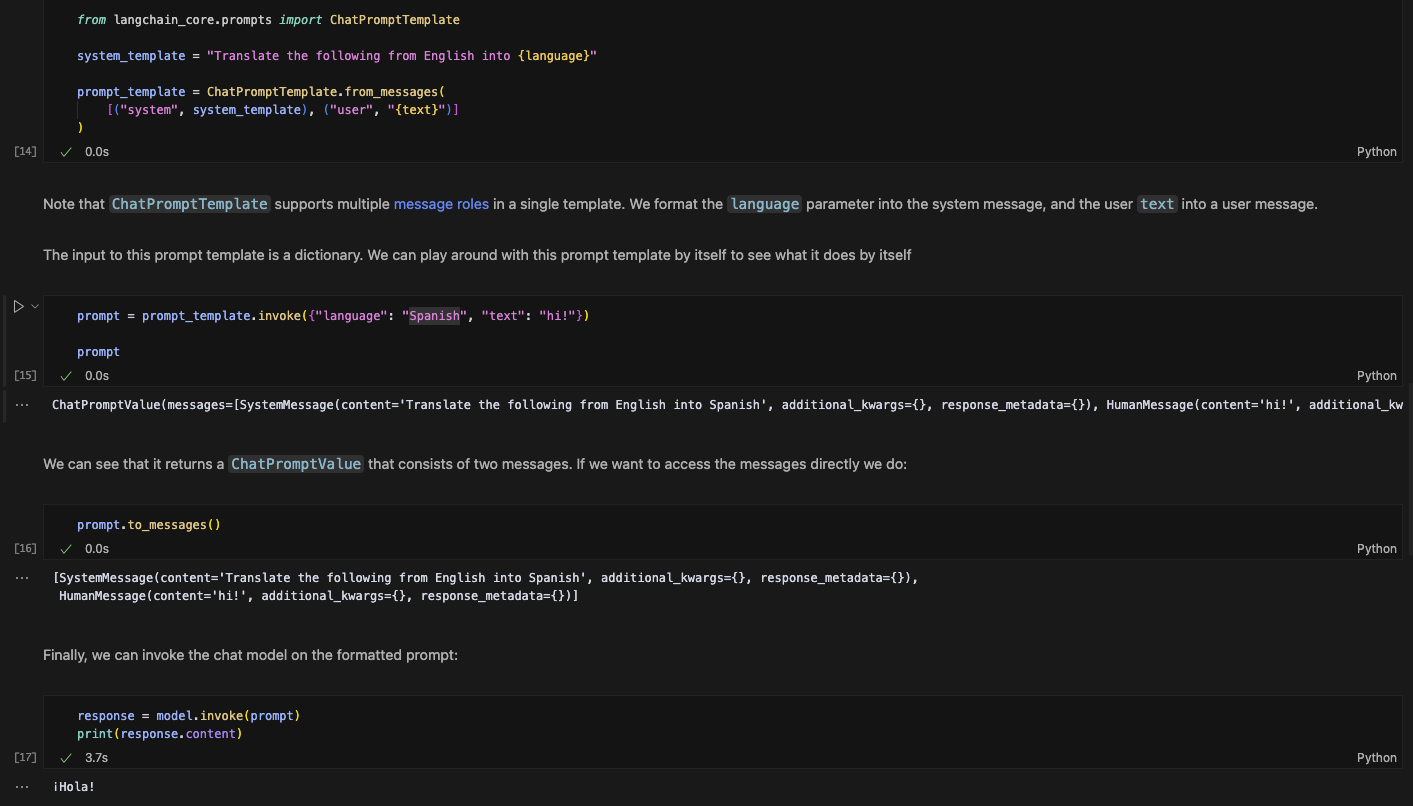 from langchain_core.prompts import ChatPromptTemplate
system_template = "Translate the following from English into {language}"
prompt_template = ChatPromptTemplate.from_messages(
[("system", system_template), ("user", "{text}")]
)
[14]
0.0s
Python
Note that ChatPromptTemplate supports multiple message roles in a single template. We format the language parameter into the system message, and the user text into a user message.
The input to this prompt template is a dictionary. We can play around with this prompt template by itself to see what it does by itself
prompt = prompt_template.invoke({"language": "Spanish", "text": "hi!"})
prompt
[15]
0.0s
Python
... ChatPromptValue(messages=[SystemMessage(content='Translate the following from English into Spanish', additional_kwargs={}, response_metadata={}), HumanMessage(content='hi!', additional_kw
We can see that it returns a ChatPromptValue that consists of two messages. If we want to access the messages directly we do:
prompt.to_messages()
[16]
0.0s
Python
... [SystemMessage(content='Translate the following from English into Spanish', additional_kwargs={}, response_metadata={}),
HumanMessage(content='hi!', additional_kwargs={}, response_metadata={})]
Finally, we can invoke the chat model on the formatted prompt:
response = model.invoke(prompt)
print(response.content)
[17]
3.7s
Python
... ¡Hola!